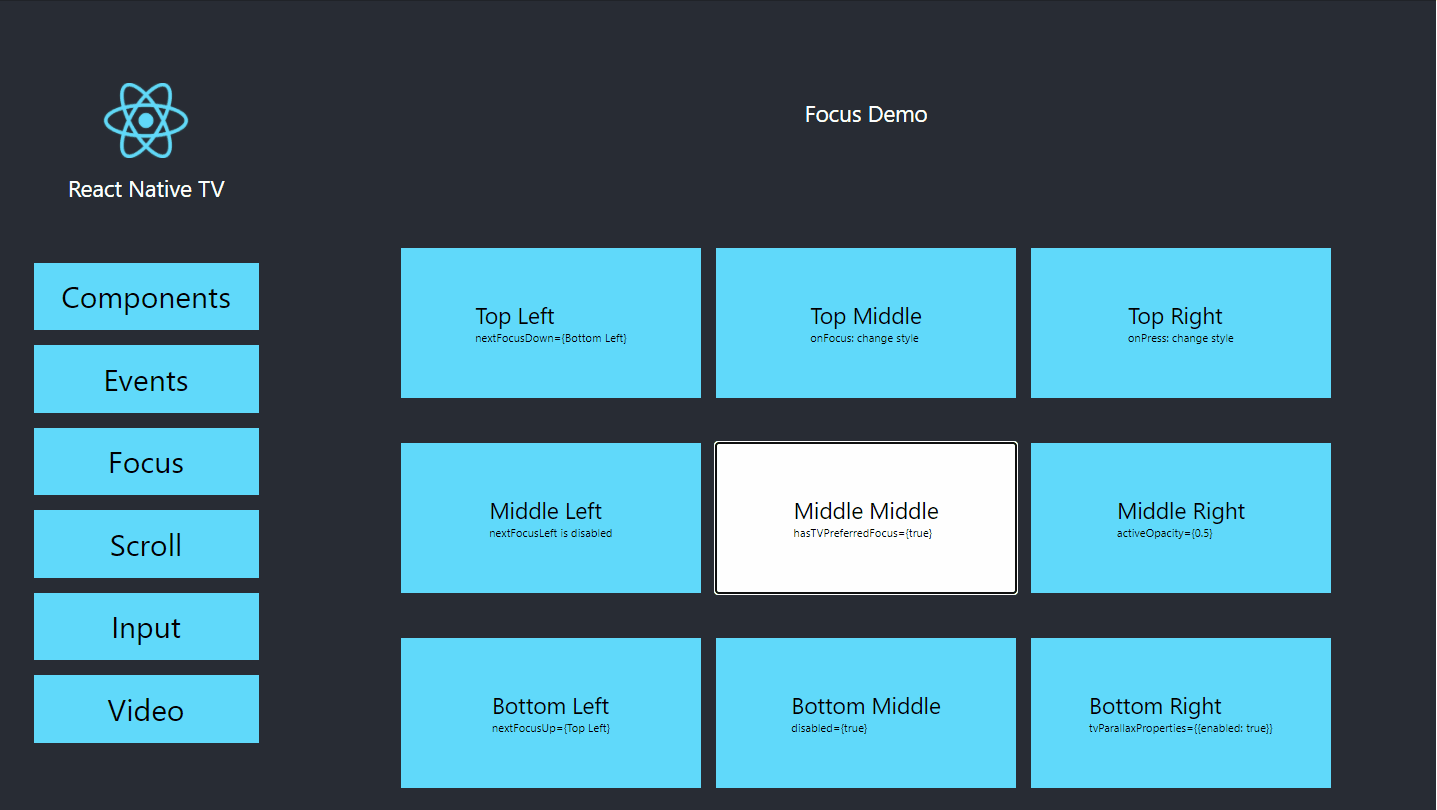 React Native TV
Components
Events
Focus
Scroll
Input
Video
Focus Demo
Top Left
nextFocusDown={Bottom Left}
Top Middle
onFocus: change style
Top Right
onPress: change style
Middle Left
nextFocusLeft is disabled
Middle Middle
hasTVPreferredFocus={true}
Middle Right
activeOpacity={0.5}
Bottom Left
nextFocusUp={Top Left}
Bottom Middle
disabled={true}
Bottom Right
tvParallaxProperties={{enabled: true}}